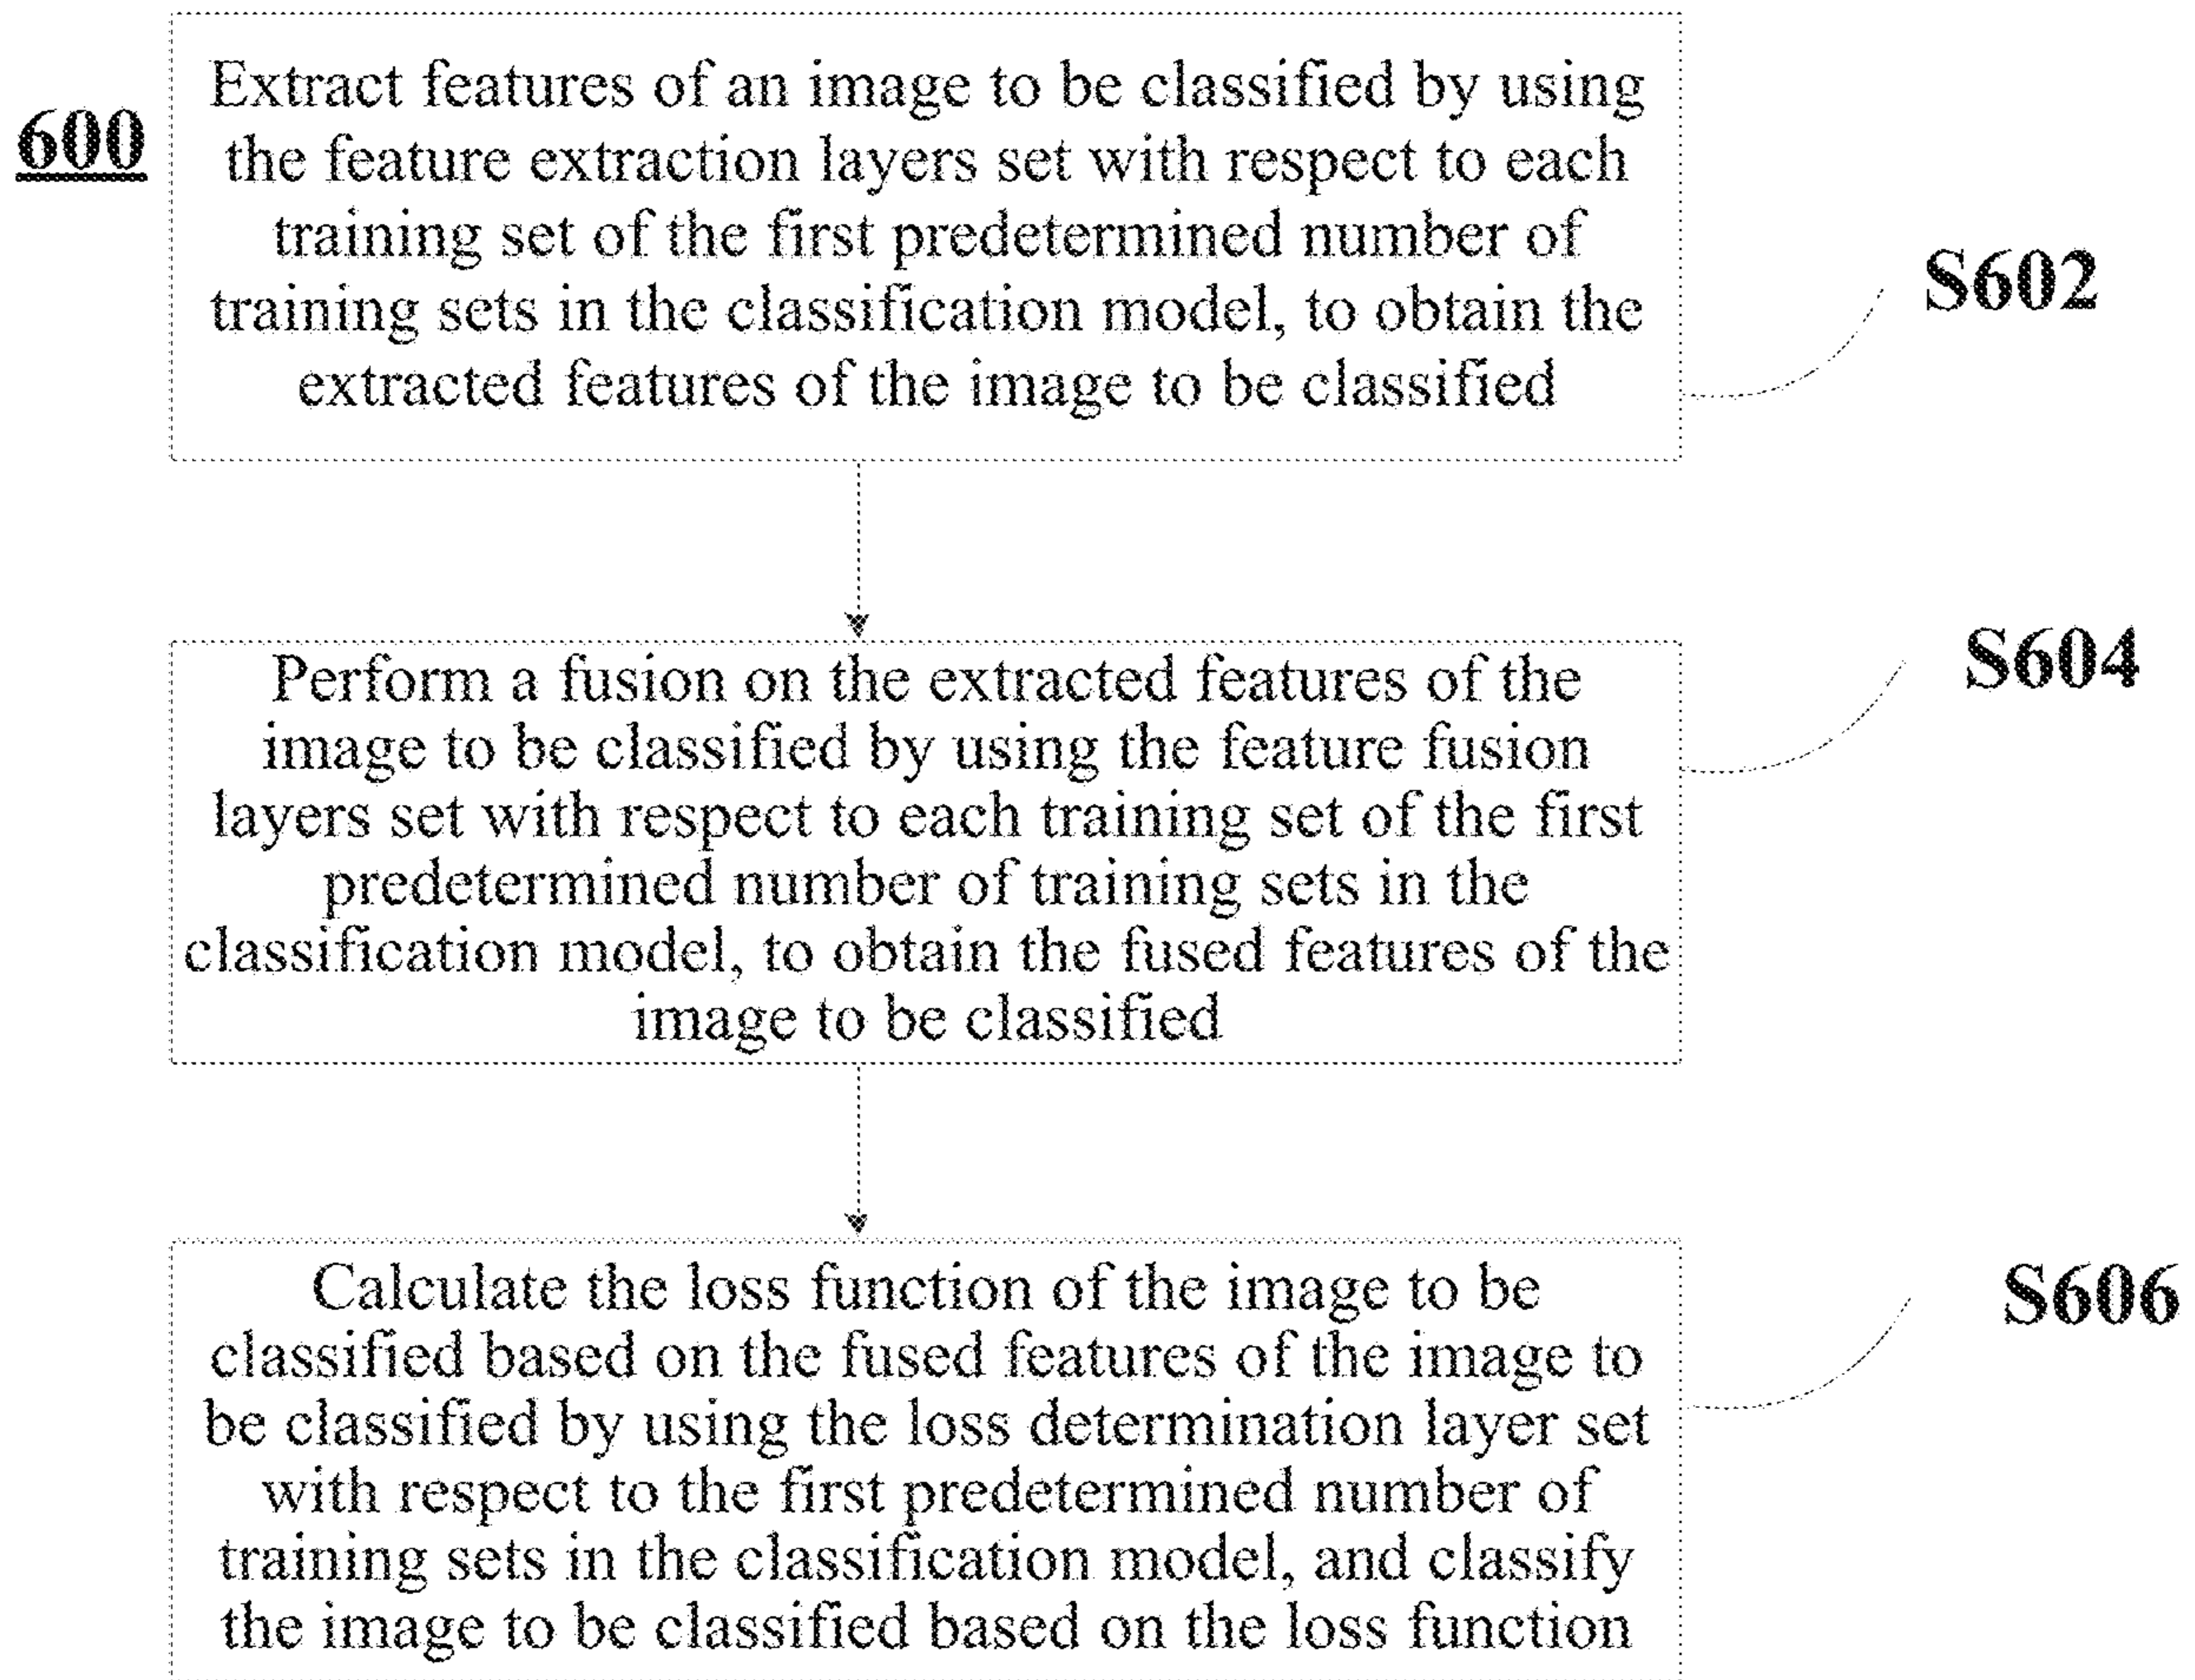 600
Extract features of an image to be classified by using
the feature extraction layers set with respect to each
training set of the first predetermined number of
training sets in the classification model, to obtain the
extracted features of the image to be classified
S602
Perform a fusion on the extracted features of the
image to be classified by using the feature fusion
layers set with respect to each training set of the first
predetermined number of training sets in the
classification model, to obtain the fused features of the
image to be classified
S604
Calculate the loss function of the image to be
classified based on the fused features of the image to
be classified by using the loss determination layer set
with respect to the first predetermined number of
training sets in the classification model, and classify
the image to be classified based on the loss function
S606